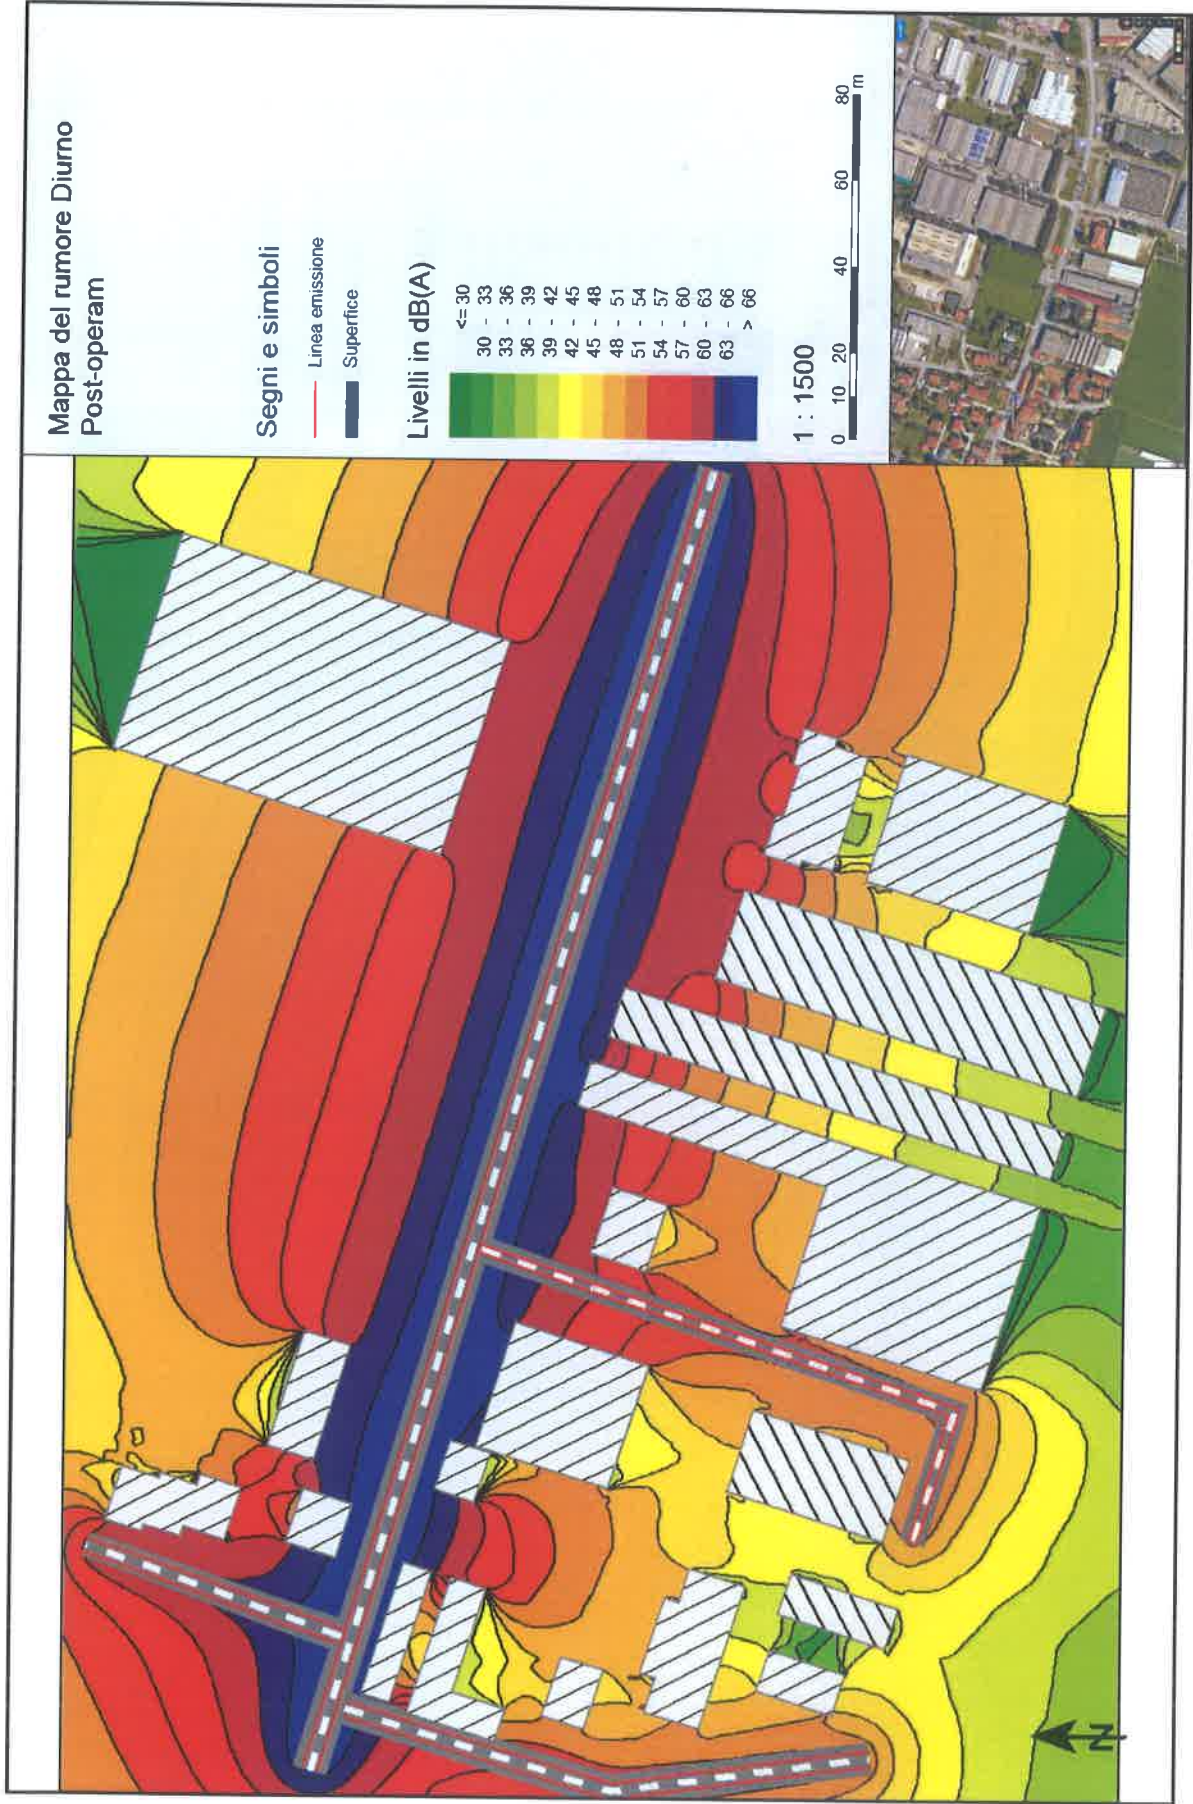 Mappa del rumore Diurno
Post-operam
Segni e simboli
Linea emissione
Superfice
Livelli in dB(A)
<= 30
30 - 33
33 - 36
36 - 39
39 - 42
42 - 45
45 - 48
48 - 51
51 - 54
54 - 57
57 - 60
60 - 63
63 - 66
> 66
1 : 1500
0 10 20 40 60 80
m
N